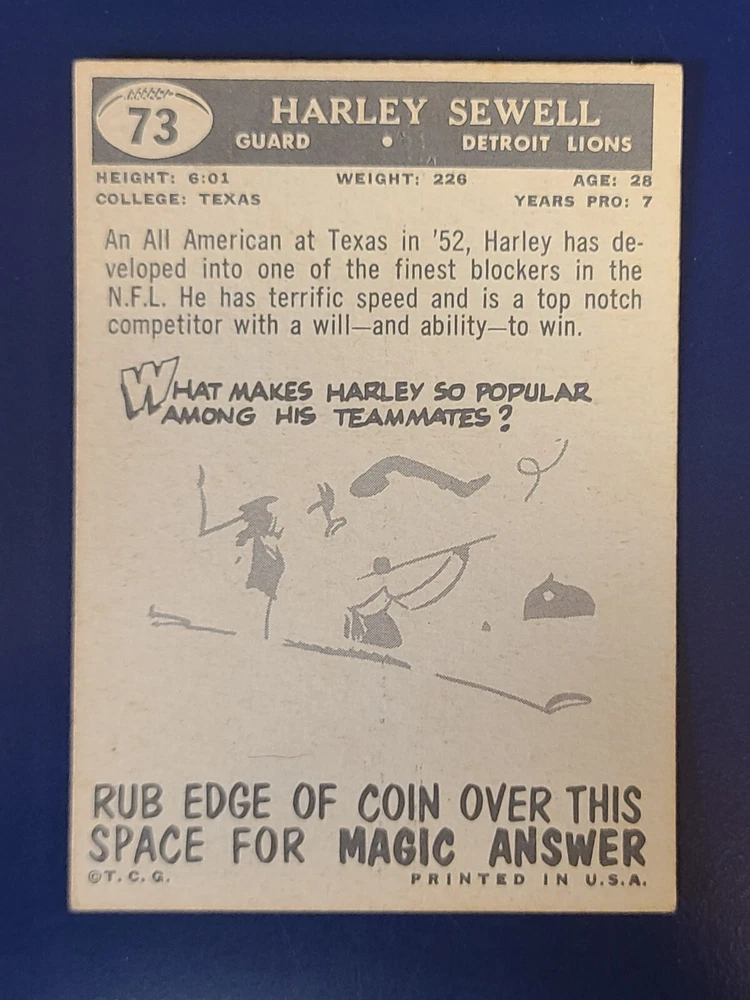 73
HARLEY SEWELL
GUARD • DETROIT LIONS
HEIGHT: 6:01 WEIGHT: 226 AGE: 28
COLLEGE: TEXAS YEARS PRO: 7
An All American at Texas in '52, Harley has de-
veloped into one of the finest blockers in the
N.F.L. He has terrific speed and is a top notch
competitor with a will—and ability—to win.
WHAT MAKES HARLEY SO POPULAR
AMONG HIS TEAMMATES?
RUB EDGE OF COIN OVER THIS
SPACE FOR MAGIC ANSWER
©T.C.G. PRINTED IN U.S.A.